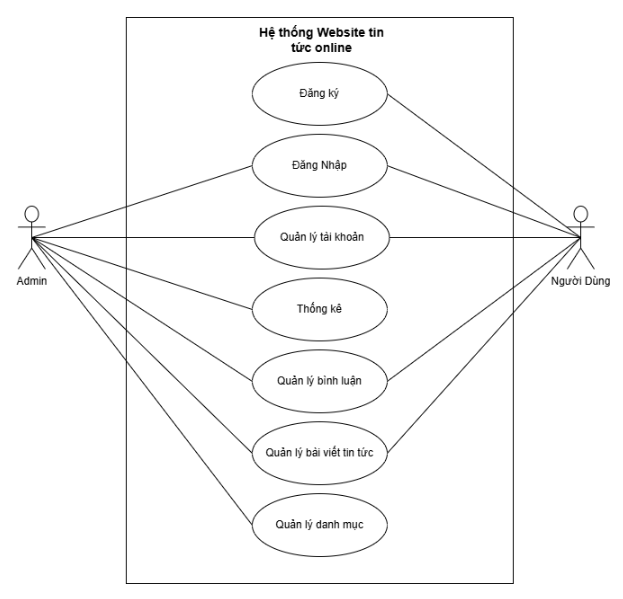 Hệ thống Website tin
tức online
Đăng ký
Đăng Nhập
Quản lý tài khoản
Thống kê
Quản lý bình luận
Quản lý bài viết tin tức
Quản lý danh mục
Admin
Người Dùng